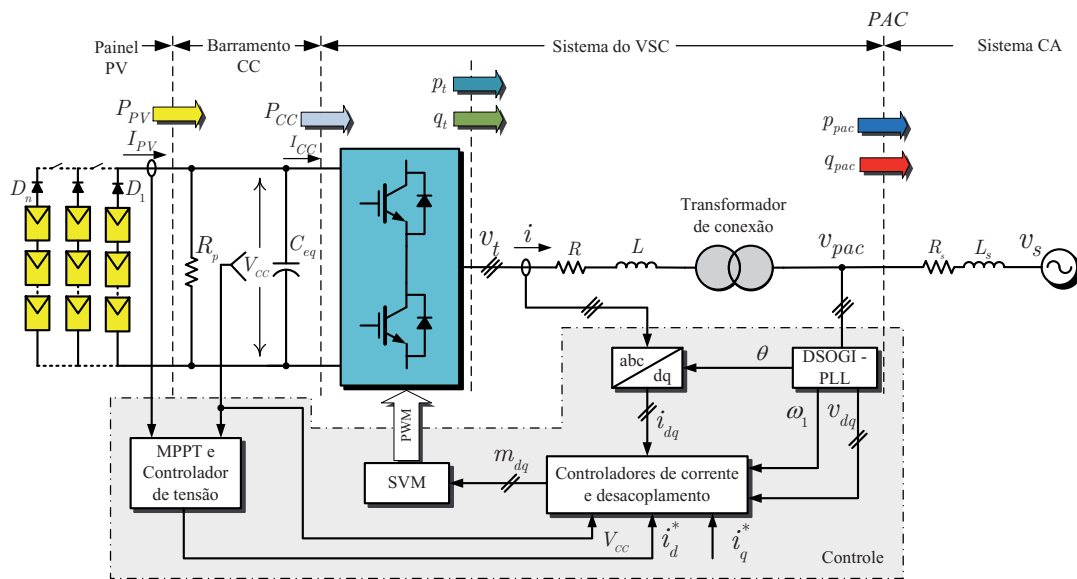 PAC
Painel
PV
Barramento
CC
Sistema do VSC
Sistema CA
P_PV
P_CC
p_t
q_t
p_pac
q_pac
I_PV
I_CC
D_n
D_1
R_p
V_CC
C_eq
v_t
i
R
L
Transformador
de conexão
v_pac
R_s
L_s
v_s
abc
dq
θ
DSOGI -
PLL
ω_1
v_dq
i_dq
PWM
MPPT e
Controlador
de tensão
SVM
m_dq
Controladores de corrente
e desacoplamento
V_CC
i_d^*
i_q^*
Controle